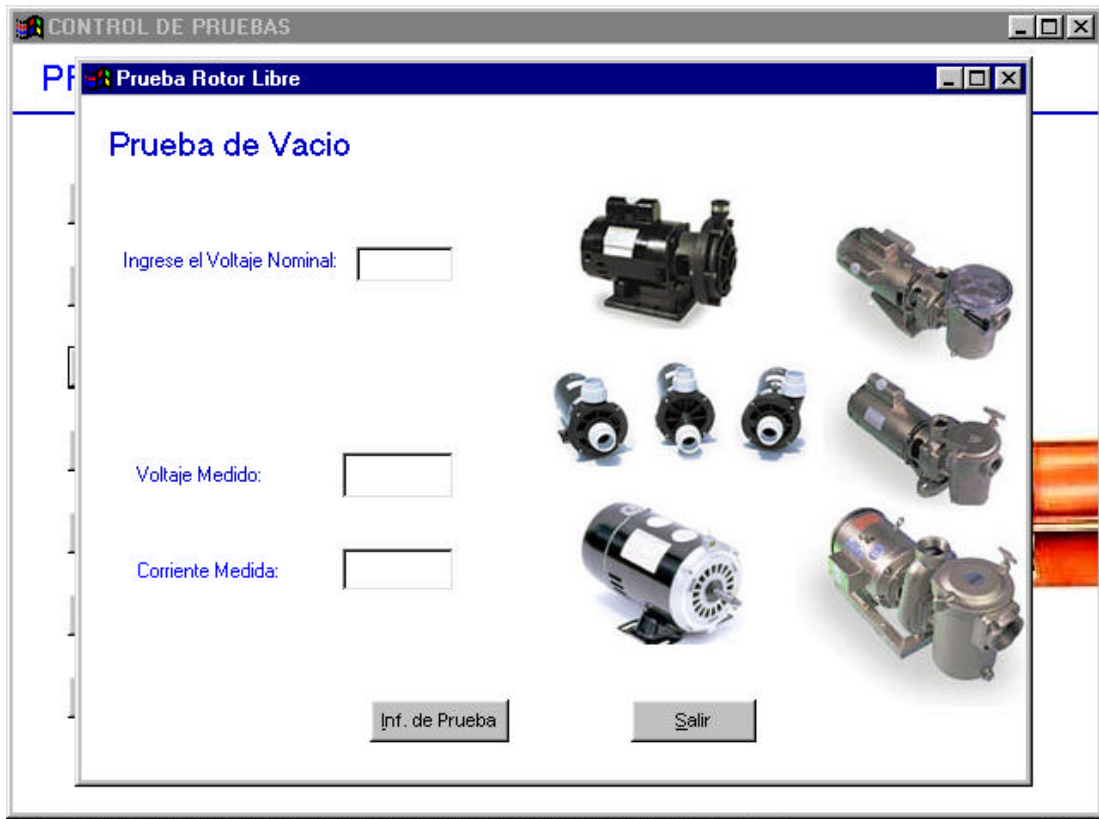 CONTROL DE PRUEBAS
Prueba Rotor Libre
Prueba de Vacio
Ingrese el Voltaje Nominal:
Voltaje Medido:
Corriente Medida:
Inf. de Prueba
Salir